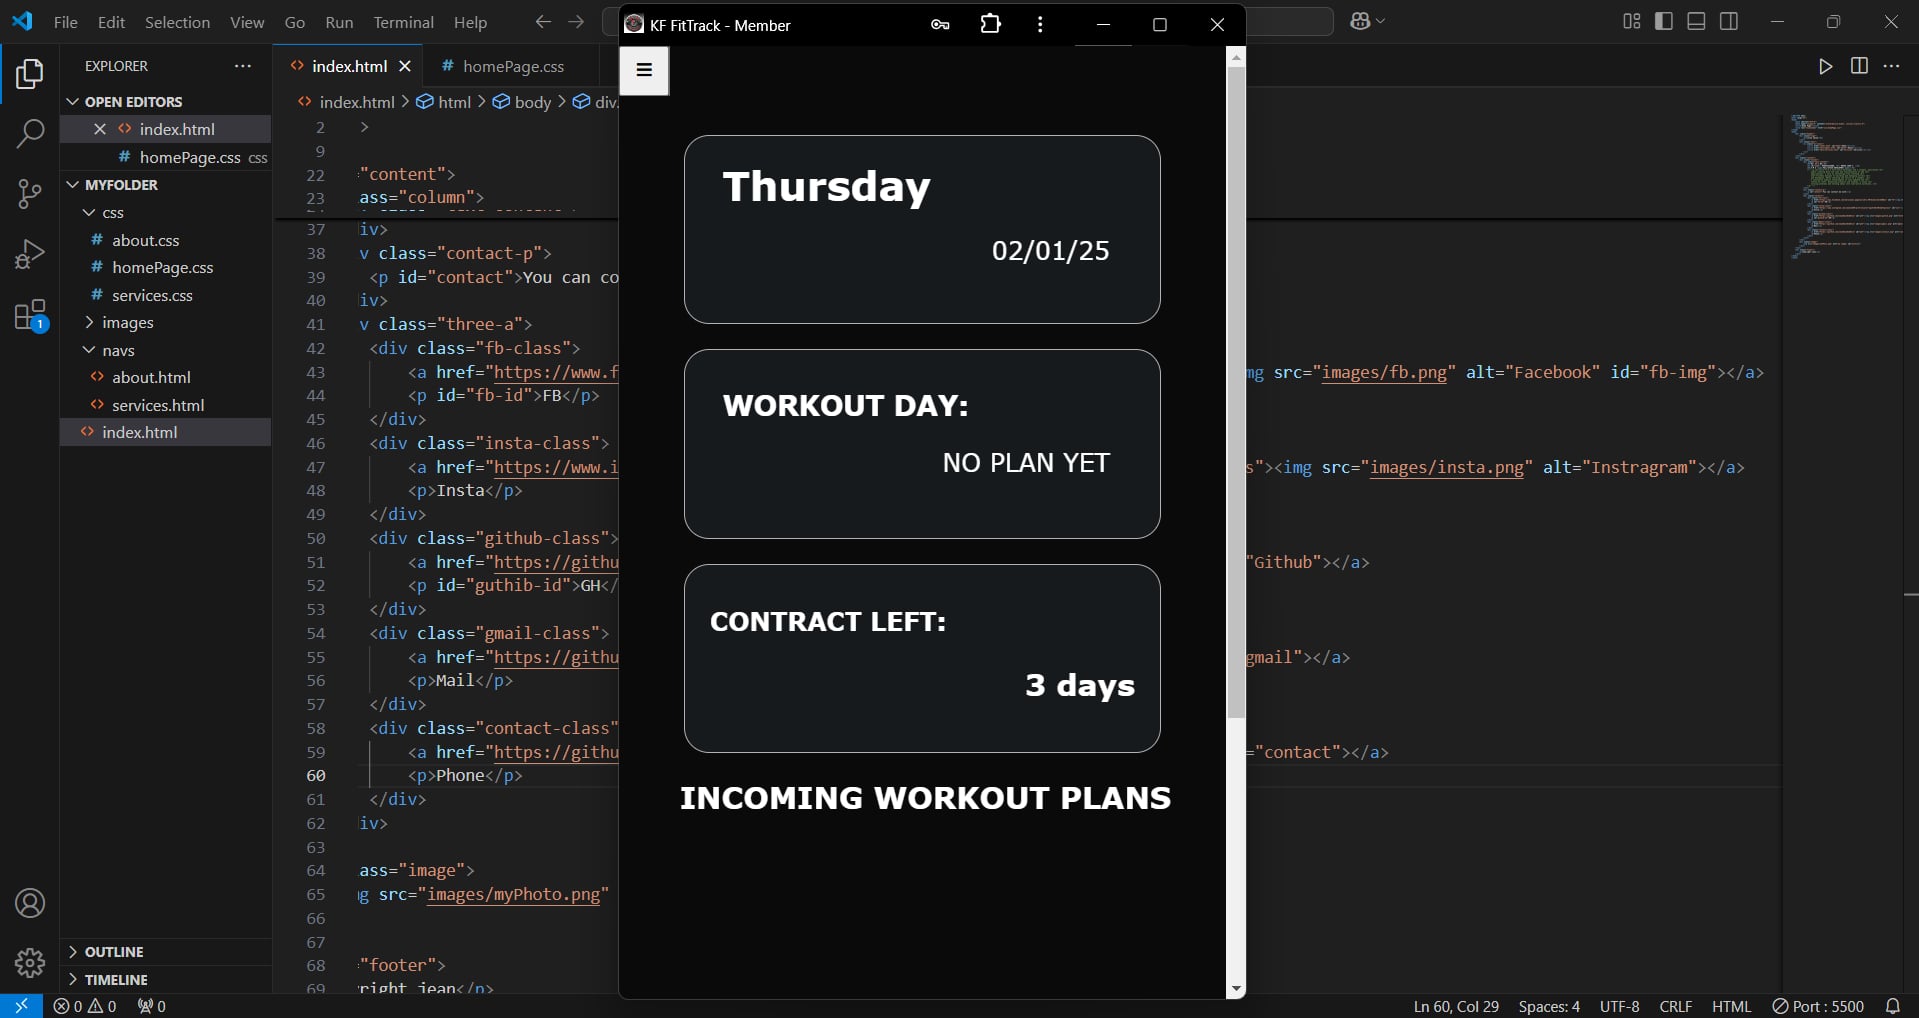 File Edit Selection View Go Run Terminal Help
KF FitTrack - Member
EXPLORER
OPEN EDITORS
index.html
homePage.css css
MYFOLDER
css
about.css
homePage.css
services.css
images
navs
about.html
services.html
index.html
OUTLINE
TIMELINE
1
index.html
homePage.css
index.html > html > body > div.
2 >
9
22 "content">
23 ass="column">
37 iv>
38 v class="contact-p">
39 <p id="contact">You can co
40 iv>
41 v class="three-a">
42 <div class="fb-class">
43 <a href="https://www.f mg src="images/fb.png" alt="Facebook" id="fb-img"></a>
44 <p id="fb-id">FB</p>
45 </div>
46 <div class="insta-class">
47 <a href="https://www.i s"><img src="images/insta.png" alt="Instragram"></a>
48 <p>Insta</p>
49 </div>
50 <div class="github-class">
51 <a href="https://githu "Github"></a>
52 <p id="guthib-id">GH</
53 </div>
54 <div class="gmail-class">
55 <a href="https://githu gmail"></a>
56 <p>Mail</p>
57 </div>
58 <div class="contact-class"
59 <a href="https://githu ="contact"></a>
60 <p>Phone</p>
61 </div>
62 iv>
63
64 ass="image">
65 g src="images/myPhoto.png"
66
67
68 "footer">
69 right jean</p>
Thursday
02/01/25
WORKOUT DAY:
NO PLAN YET
CONTRACT LEFT:
3 days
INCOMING WORKOUT PLANS
0 0 0
Ln 60, Col 29 Spaces: 4 UTF-8 CRLF HTML Port : 5500